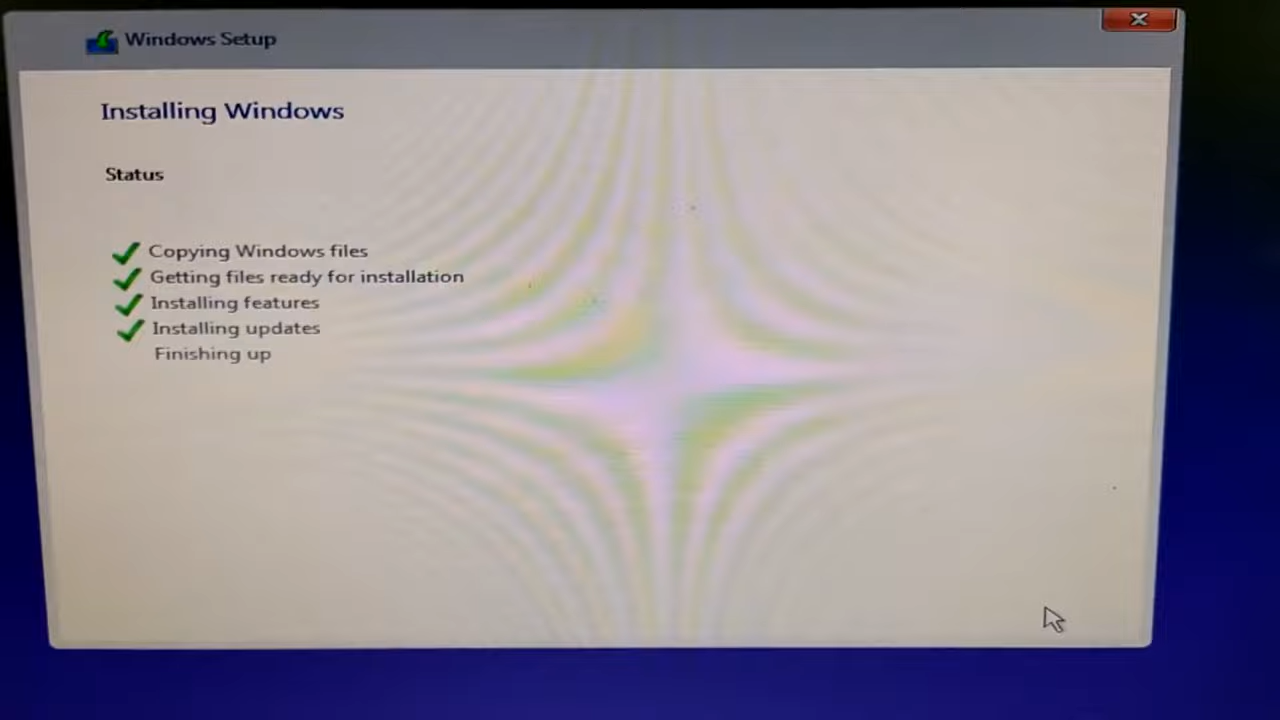 Windows Setup
Installing Windows
Status
Copying Windows files
Getting files ready for installation
Installing features
Installing updates
Finishing up